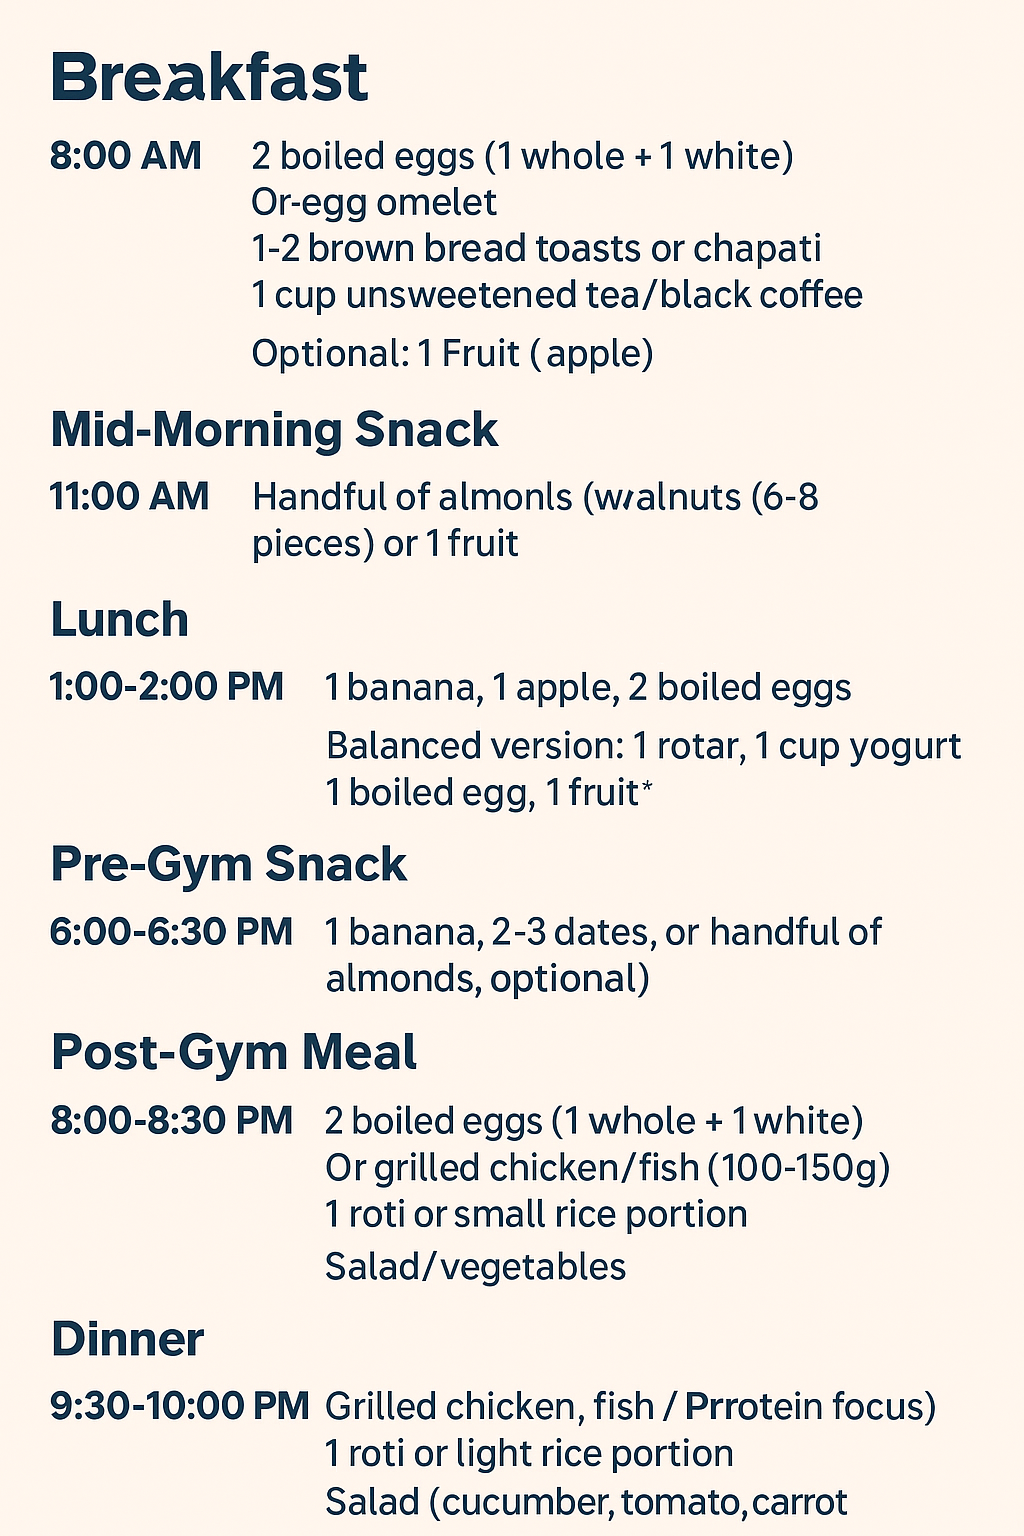 Breakfast
8:00 AM 2 boiled eggs (1 whole + 1 white)
Or-egg omelet
1-2 brown bread toasts or chapati
1 cup unsweetened tea/black coffee
Optional: 1 Fruit (apple)
Mid-Morning Snack
11:00 AM Handful of almonls (walnuts (6-8
pieces) or 1 fruit
Lunch
1:00-2:00 PM 1 banana, 1 apple, 2 boiled eggs
Balanced version: 1 rotar, 1 cup yogurt
1 boiled egg, 1 fruit*
Pre-Gym Snack
6:00-6:30 PM 1 banana, 2-3 dates, or handful of
almonds, optional)
Post-Gym Meal
8:00-8:30 PM 2 boiled eggs (1 whole + 1 white)
Or grilled chicken/fish (100-150g)
1 roti or small rice portion
Salad/vegetables
Dinner
9:30-10:00 PM Grilled chicken, fish / Prrotein focus)
1 roti or light rice portion
Salad (cucumber, tomato, carrot